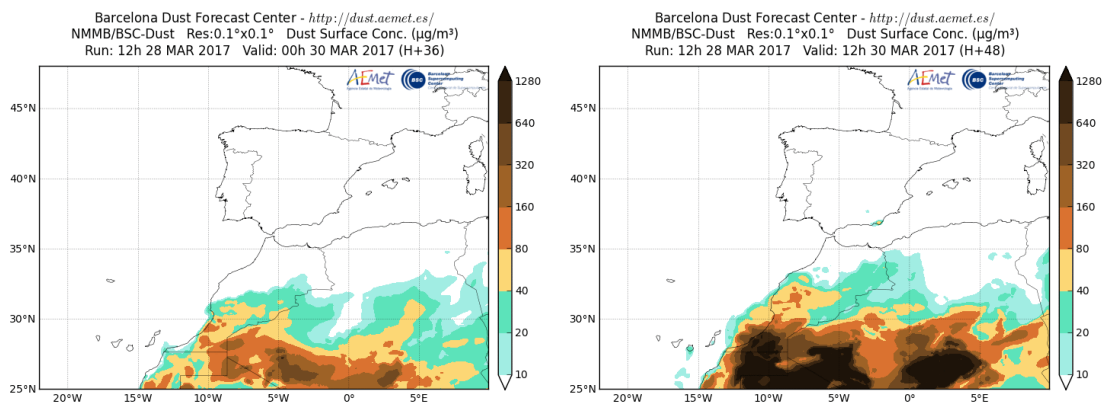 Barcelona Dust Forecast Center - http://dust.aemet.es/
NMMB/BSC-Dust Res:0.1°x0.1° Dust Surface Conc. (µg/m³)
Run: 12h 28 MAR 2017 Valid: 00h 30 MAR 2017 (H+36)
AEMet
BSC
Barcelona
Supercomputing
Center
45°N
40°N
35°N
30°N
25°N
20°W
15°W
10°W
5°W
0°
5°E
1280
640
320
160
80
40
20
10
Barcelona Dust Forecast Center - http://dust.aemet.es/
NMMB/BSC-Dust Res:0.1°x0.1° Dust Surface Conc. (µg/m³)
Run: 12h 28 MAR 2017 Valid: 12h 30 MAR 2017 (H+48)
AEMet
BSC
Barcelona
Supercomputing
Center
45°N
40°N
35°N
30°N
25°N
20°W
15°W
10°W
5°W
0°
5°E
1280
640
320
160
80
40
20
10